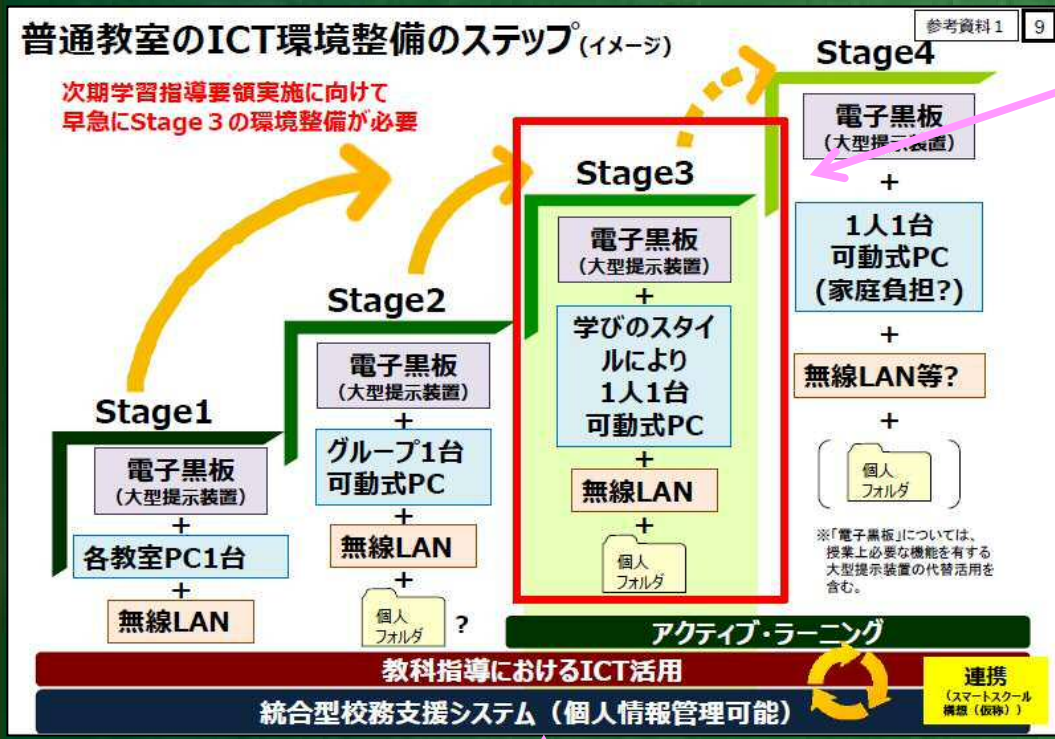 参考資料1
9
普通教室のICT環境整備のステップ(イメージ)
次期学習指導要領実施に向けて
早急にStage3の環境整備が必要
Stage1
電子黒板
(大型提示装置)
+
各教室PC1台
+
無線LAN
Stage2
電子黒板
(大型提示装置)
+
グループ1台
可動式PC
+
無線LAN
+
個人
フォルダ
?
Stage3
電子黒板
(大型提示装置)
+
学びのスタイ
ルにより
1人1台
可動式PC
+
無線LAN
+
個人
フォルダ
Stage4
電子黒板
(大型提示装置)
+
1人1台
可動式PC
(家庭負担?)
+
無線LAN等?
+
個人
フォルダ
※「電子黒板」については、
授業上必要な機能を有する
大型提示装置の代替活用を
含む。
アクティブ・ラーニング
教科指導におけるICT活用
統合型校務支援システム（個人情報管理可能）
連携
（スマートスクール
構想（仮称））